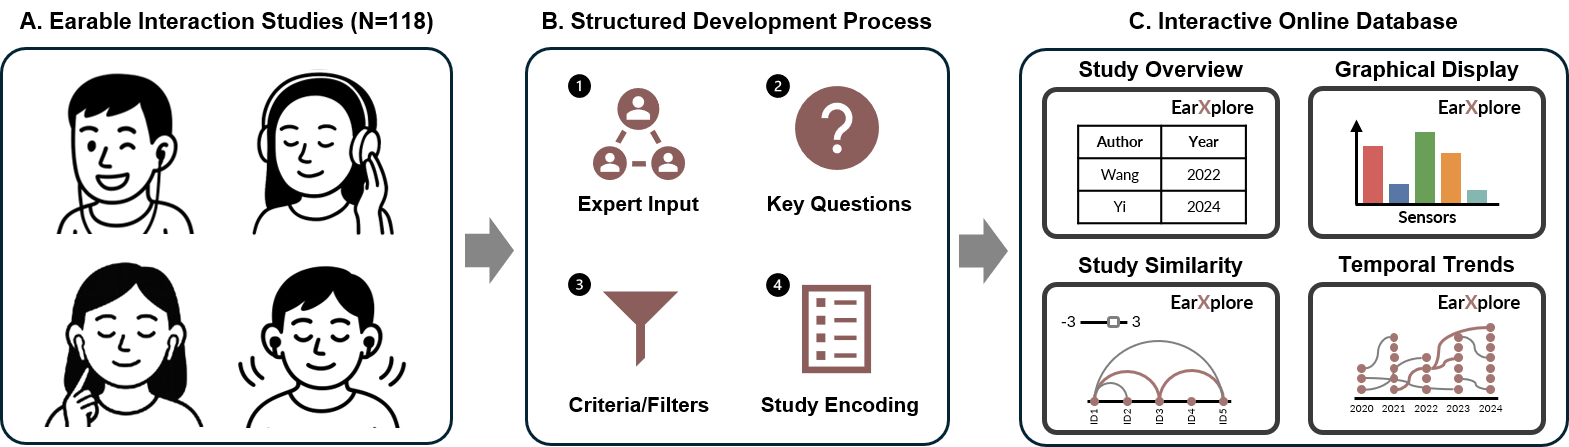 A. Earable Interaction Studies (N=118)
B. Structured Development Process
1
Expert Input
2
?
Key Questions
3
Criteria/Filters
4
Study Encoding
C. Interactive Online Database
Study Overview
EarXplore
Author Year
Wang 2022
Yi 2024
Graphical Display
EarXplore
Sensors
Study Similarity
EarXplore
-3 3
ID1 ID2 ID3 ID4 ID5
Temporal Trends
EarXplore
2020 2021 2022 2023 2024